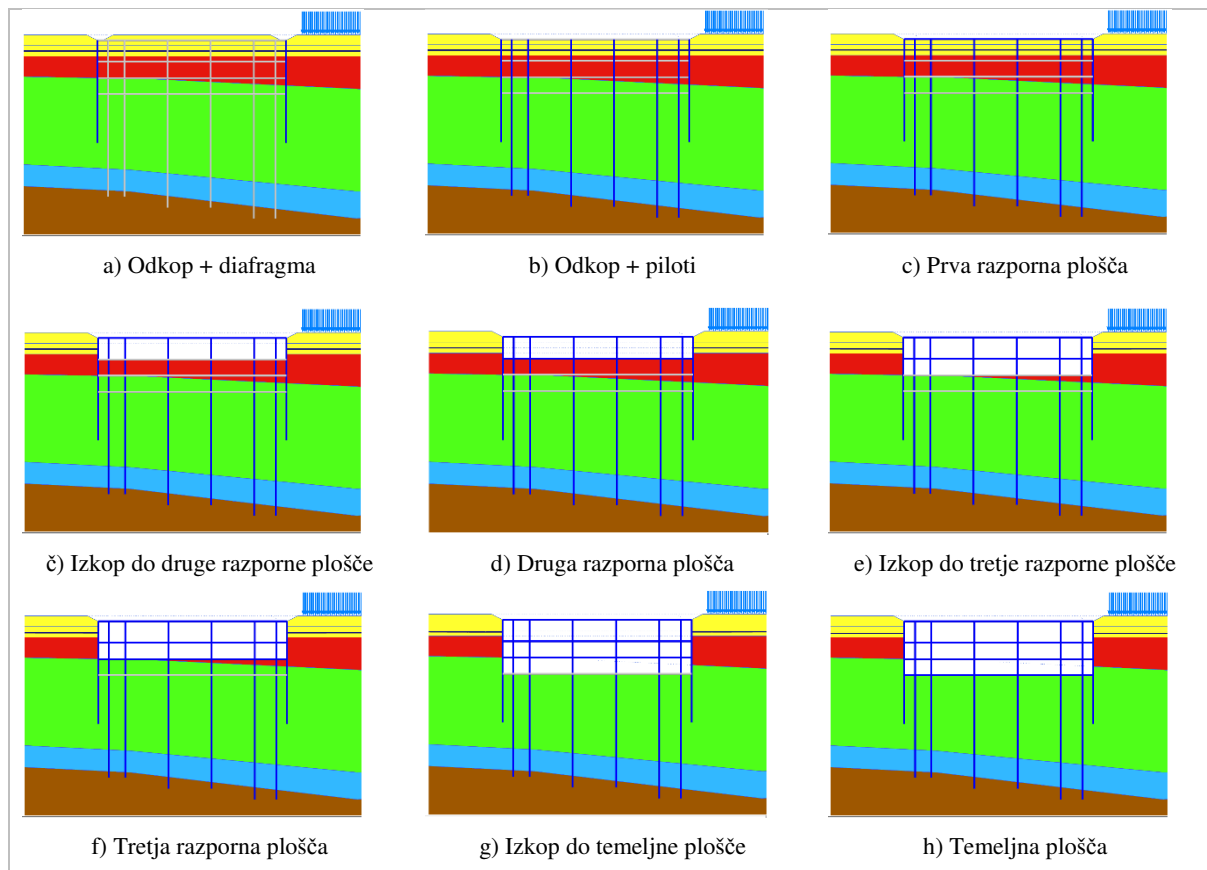 a) Odkop + diafragma
b) Odkop + piloti
c) Prva razporna plošča
č) Izkop do druge razporne plošče
d) Druga razporna plošča
e) Izkop do tretje razporne plošče
f) Tretja razporna plošča
g) Izkop do temeljne plošče
h) Temeljna plošča